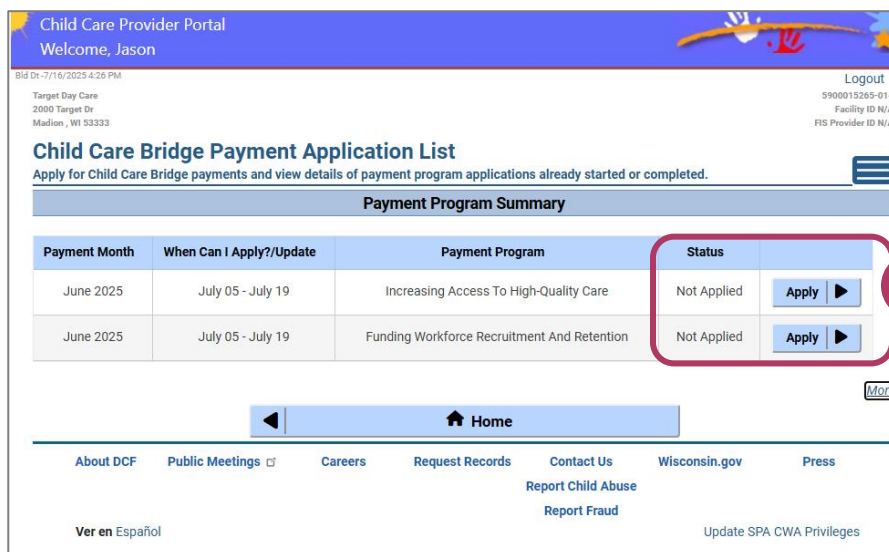 Child Care Provider Portal
Welcome, Jason
Bld Dt -7/16/2025 4:26 PM
Logout
Target Day Care
2000 Target Dr
Madion , WI 53333
5900015265-01
Facility ID N/A
FIS Provider ID N/A
Child Care Bridge Payment Application List
Apply for Child Care Bridge payments and view details of payment program applications already started or completed.
Payment Program Summary
Payment Month When Can I Apply?/Update Payment Program Status
June 2025 July 05 - July 19 Increasing Access To High-Quality Care Not Applied Apply
June 2025 July 05 - July 19 Funding Workforce Recruitment And Retention Not Applied Apply
Home
About DCF Public Meetings Careers Request Records Contact Us Wisconsin.gov Press
Report Child Abuse
Report Fraud
Ver en Español Update SPA CWA Privileges